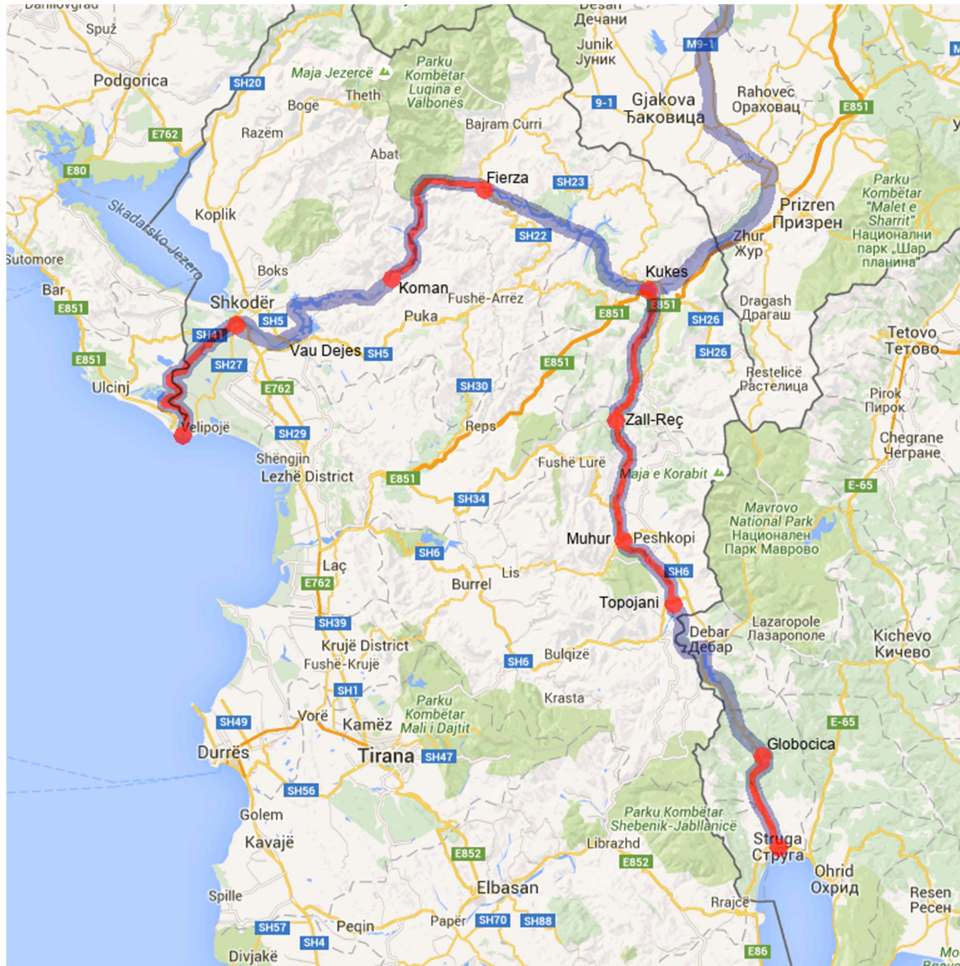 Danilovgrad
Spuž
Podgorica
SH20
E762
E80
Maja Jezercë
Theth
Bogë
Razëm
Abat
Parku
Kombëtar
Luqina e
Valbonës
Bajram Curri
Dečan
Дечани
Junik
Јуник
M9-1
9-1
Gjakova
Ђаковица
Rahovec
Ораховац
E851
Fierza
SH23
SH22
Prizren
Призрен
Parku
Kombëtar
"Malet e
Sharrit"
Национални
парк „Шар
планина"
Zhur
Жур
Koplik
Skadarsko Jezero
Sutomore
Bar
E851
Boks
Shkodër
SH5
SH41
SH27
Koman
Fushë-Arrëz
Puka
Vau Dejes
SH5
Kukes
E851
E851
SH26
SH26
Dragash
Драгаш
Restelicë
Рестелица
Tetovo
Тетово
E851
Ulcinj
E762
E851
SH30
Velipojë
SH29
Reps
Zall-Reç
Pirok
Пирок
Chegrane
Чегране
Shëngjin
Lezhë District
E851
SH34
Fushë Lurë
Maja e Korabit
E-65
Mavrovo
National Park
Национален
Парк Маврово
Muhur
Peshkopi
SH6
SH6
Laç
Lis
Burrel
E762
Topojani
SH39
Debar
Дебар
Lazaropole
Лазарополе
Kichevo
Кичево
Krujë District
Fushë-Krujë
SH6
Bulqizë
SH1
Krasta
Parku
Kombëtar
Mali i Dajtit
SH49
Vorë
Kamëz
E-65
Durrës
Tirana
SH47
Globocica
SH56
Golem
Kavajë
Parku Kombëtar
Shebenik-Jabllanicë
Struga
Струга
E852
Librazhd
E852
Ohrid
Охрид
Elbasan
Spille
Rrajcë
Resen
Ресен
Peqin
Papër
SH70
SH88
SH57
SH4
Divjakë
E86